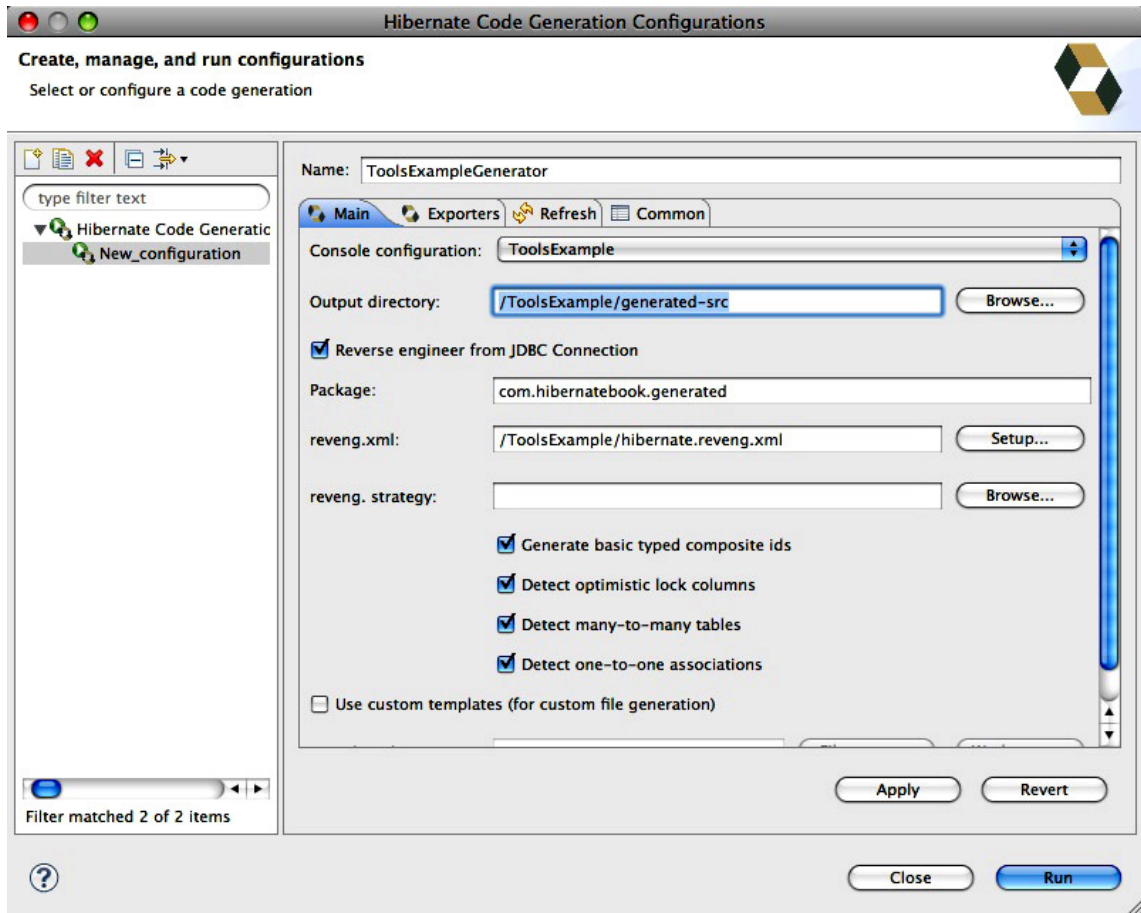 Hibernate Code Generation Configurations
Create, manage, and run configurations
Select or configure a code generation
type filter text
Hibernate Code Generatic
New_configuration
Filter matched 2 of 2 items
Name: ToolsExampleGenerator
Main Exporters Refresh Common
Console configuration: ToolsExample
Output directory: /ToolsExample/generated-src Browse...
Reverse engineer from JDBC Connection
Package: com.hibernatebook.generated
reveng.xml: /ToolsExample/hibernate.reveng.xml Setup...
reveng. strategy: Browse...
Generate basic typed composite ids
Detect optimistic lock columns
Detect many-to-many tables
Detect one-to-one associations
Use custom templates (for custom file generation)
Apply Revert
? Close Run